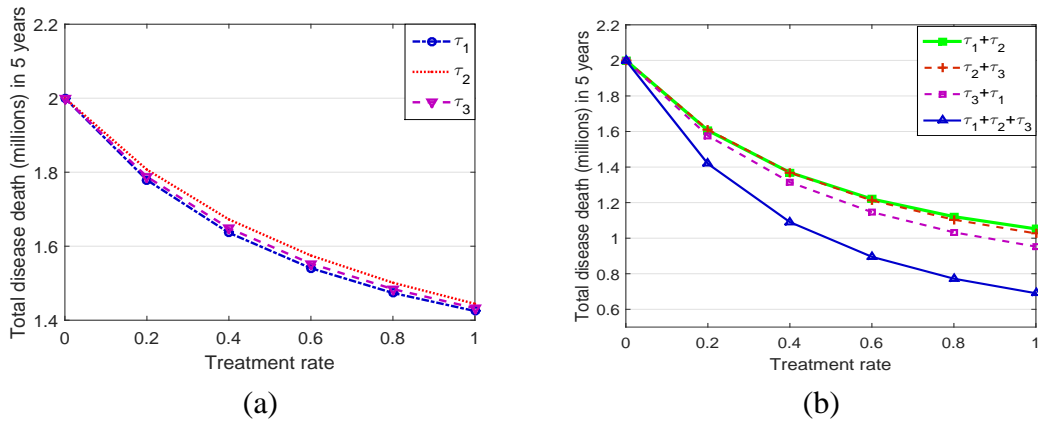 Total disease death (millions) in 5 years
2.2
2
1.8
1.6
1.4
0 0.2 0.4 0.6 0.8 1
Treatment rate
τ1
τ2
τ3
(a)
Total disease death (millions) in 5 years
2.2
2
1.8
1.6
1.4
1.2
1
0.8
0.6
0 0.2 0.4 0.6 0.8 1
Treatment rate
τ1+τ2
τ2+τ3
τ3+τ1
τ1+τ2+τ3
(b)